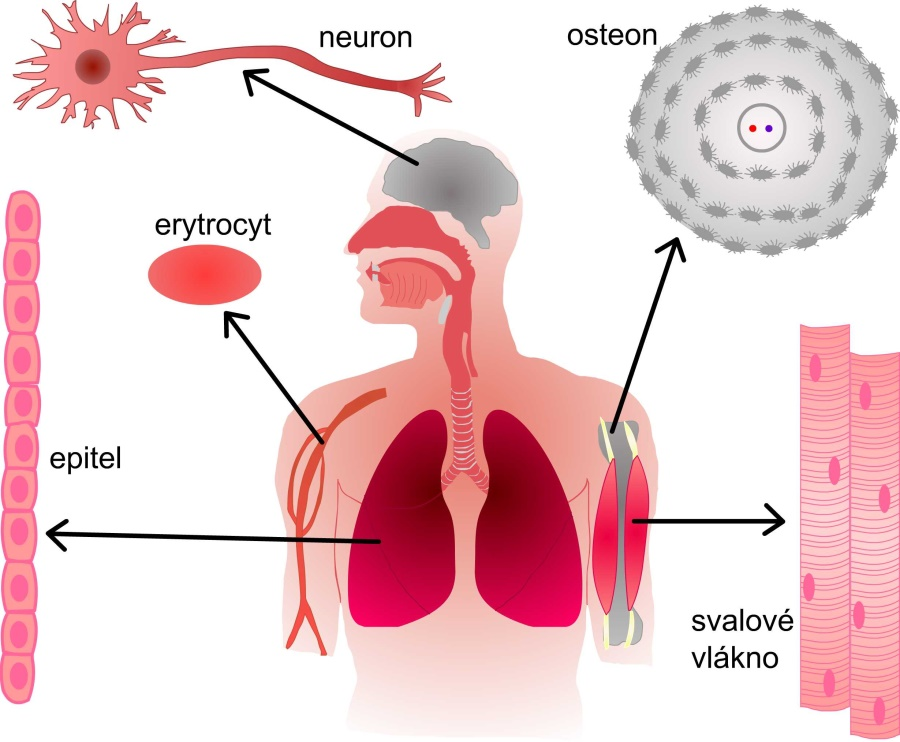 neuron
osteon
erytrocyt
epitel
svalové
vlákno